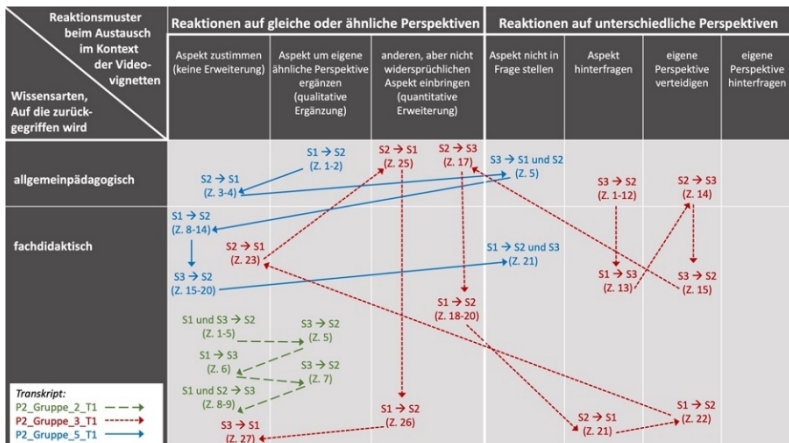 Reaktionsmuster
beim Austausch
im Kontext
der Video-
vignetten
Wissensarten,
Auf die zurück-
gegriffen wird
Reaktionen auf gleiche oder ähnliche Perspektiven
Reaktionen auf unterschiedliche Perspektiven
Aspekt zustimmen
(keine Erweiterung)
Aspekt um eigene
ähnliche Perspektive
ergänzen
(qualitative
Ergänzung)
anderen, aber nicht
widersprüchlichen
Aspekt einbringen
(quantitative
Erweiterung)
Aspekt nicht in
Frage stellen
Aspekt
hinterfragen
eigene
Perspektive
verteidigen
eigene
Perspektive
hinterfragen
allgemeinpädagogisch
S2 → S1
(Z. 3-4)
S1 → S2
(Z. 1-2)
S2 → S1
(Z. 25)
S2 → S3
(Z. 17)
S3 → S1 und S2
(Z. 5)
S3 → S2
(Z. 1-12)
S2 → S3
(Z. 14)
fachdidaktisch
S1 → S2
(Z. 8-14)
S2 → S1
(Z. 23)
S3 → S2
(Z. 15-20)
S1 → S2 und S3
(Z. 21)
S1 → S3
(Z. 13)
S3 → S2
(Z. 15)
S1 → S2
(Z. 18-20)
S1 und S3 → S2
(Z. 1-5)
S3 → S2
(Z. 5)
S1 → S3
(Z. 6)
S3 → S2
(Z. 7)
S1 und S2 → S3
(Z. 8-9)
S3 → S1
(Z. 27)
S1 → S2
(Z. 26)
S2 → S1
(Z. 21)
S1 → S2
(Z. 22)
Transkript:
P2_Gruppe_2_T1
P2_Gruppe_3_T1
P2_Gruppe_5_T1